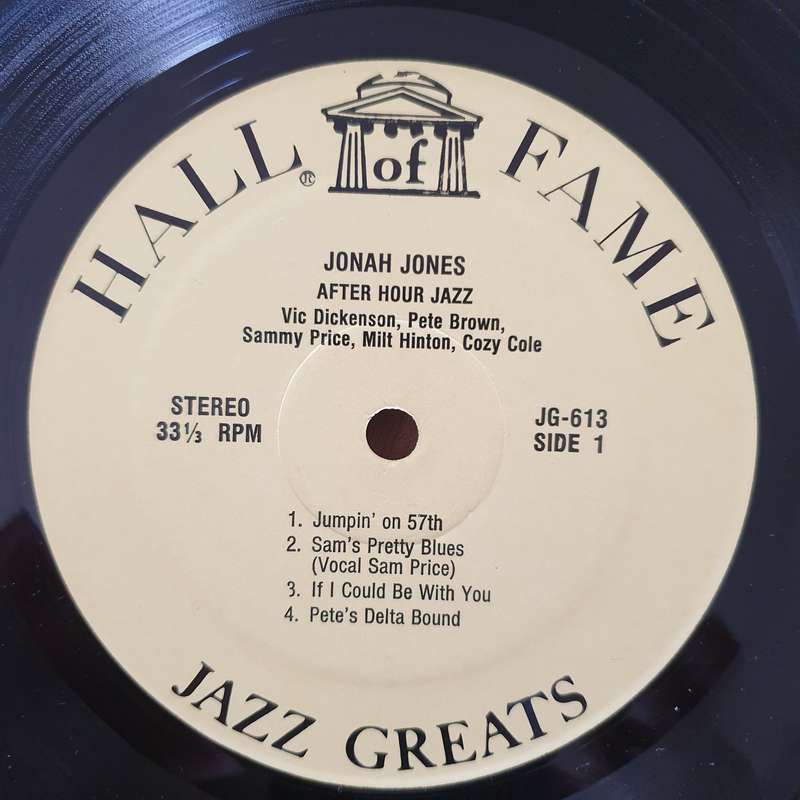 HALL of FAME
®
JONAH JONES
AFTER HOUR JAZZ
Vic Dickenson, Pete Brown,
Sammy Price, Milt Hinton, Cozy Cole
STEREO
33⅓ RPM
JG-613
SIDE 1
1. Jumpin' on 57th
2. Sam's Pretty Blues
(Vocal Sam Price)
3. If I Could Be With You
4. Pete's Delta Bound
JAZZ GREATS